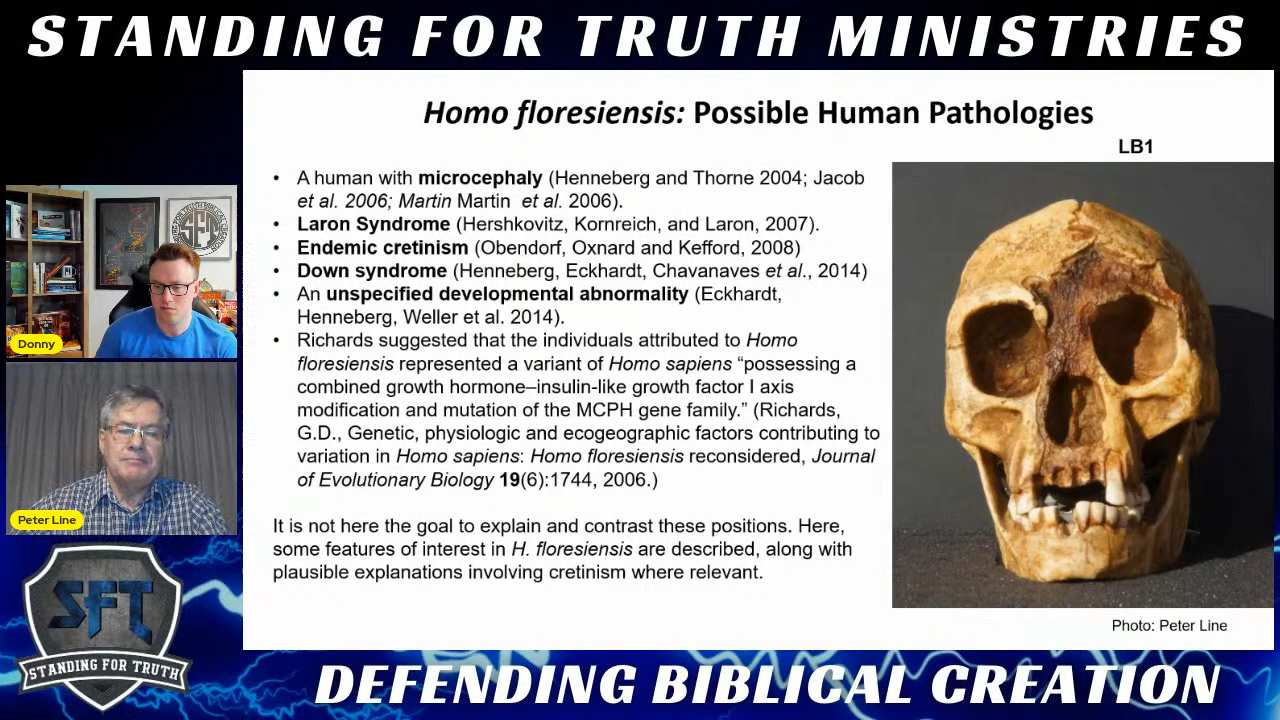 STANDING FOR TRUTH MINISTRIES
Homo floresiensis: Possible Human Pathologies
LB1
• A human with microcephaly (Henneberg and Thorne 2004; Jacob
et al. 2006; Martin Martin et al. 2006).
• Laron Syndrome (Hershkovitz, Kornreich, and Laron, 2007).
• Endemic cretinism (Obendorf, Oxnard and Kefford, 2008)
• Down syndrome (Henneberg, Eckhardt, Chavanaves et al., 2014)
• An unspecified developmental abnormality (Eckhardt,
Henneberg, Weller et al. 2014).
• Richards suggested that the individuals attributed to Homo
floresiensis represented a variant of Homo sapiens “possessing a
combined growth hormone–insulin-like growth factor I axis
modification and mutation of the MCPH gene family.” (Richards,
G.D., Genetic, physiologic and ecogeographic factors contributing to
variation in Homo sapiens: Homo floresiensis reconsidered, Journal
of Evolutionary Biology 19(6):1744, 2006.)
It is not here the goal to explain and contrast these positions. Here,
some features of interest in H. floresiensis are described, along with
plausible explanations involving cretinism where relevant.
Photo: Peter Line
SFT
Donny
Peter Line
SFT
STANDING FOR TRUTH
DEFENDING BIBLICAL CREATION